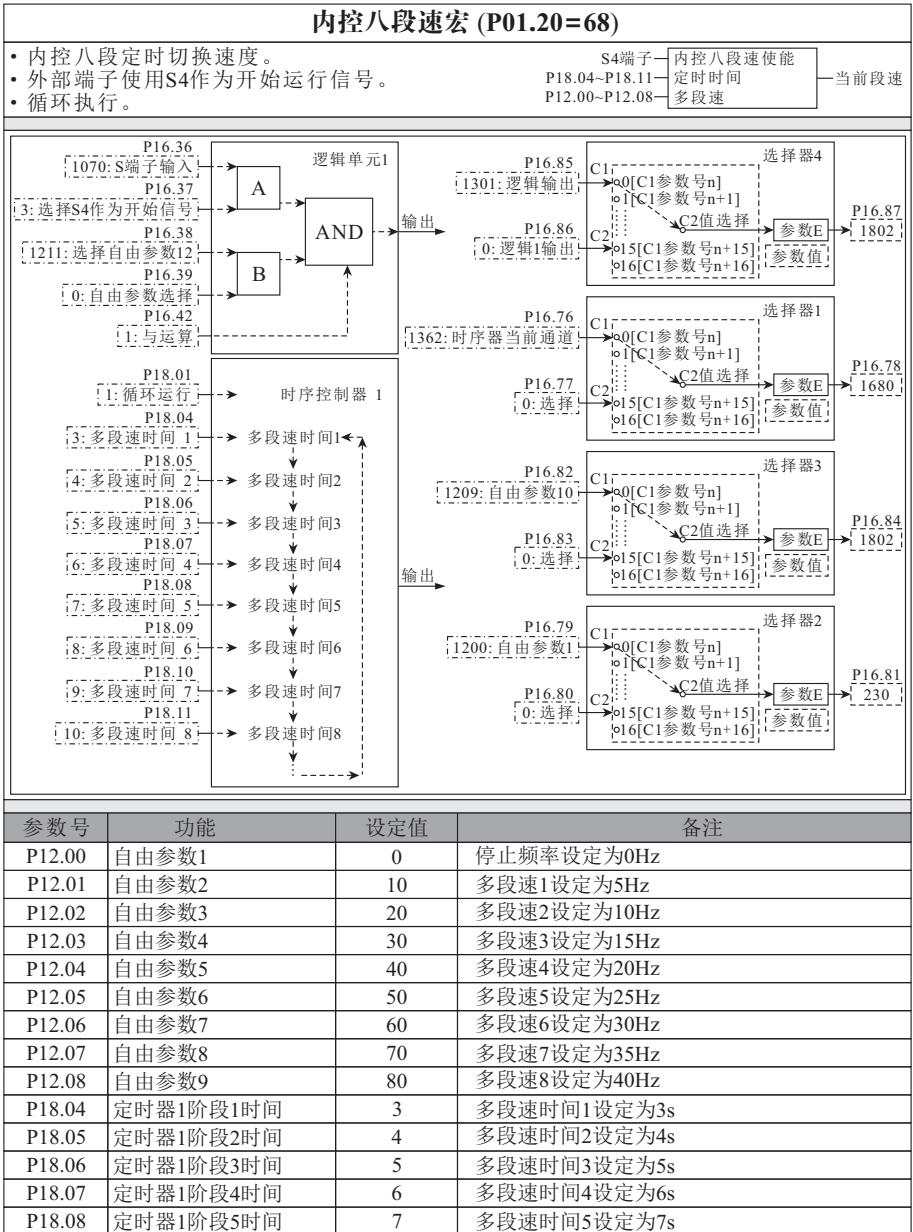 内控八段速宏 (P01.20=68)
• 内控八段定时切换速度。
• 外部端子使用S4作为开始运行信号。
• 循环执行。
S4端子 内控八段速使能
P18.04~P18.11 定时时间 当前段速
P12.00~P12.08 多段速
逻辑单元1
P16.36
1070: S端子输入
P16.37
3: 选择S4作为开始信号
A
P16.38
1211: 选择自由参数12
P16.39
0: 自由参数选择
B
AND
输出
P16.42
1: 与运算
时序控制器 1
P18.01
1: 循环运行
P18.04
3: 多段速时间 1 多段速时间1
P18.05
4: 多段速时间 2 多段速时间2
P18.06
5: 多段速时间 3 多段速时间3
P18.07
6: 多段速时间 4 多段速时间4
输出
P18.08
7: 多段速时间 5 多段速时间5
P18.09
8: 多段速时间 6 多段速时间6
P18.10
9: 多段速时间 7 多段速时间7
P18.11
10: 多段速时间 8 多段速时间8
选择器4
P16.85
1301: 逻辑输出
C1
0[C1参数号n]
1[C1参数号n+1]
P16.86
0: 逻辑1输出
C2
C2值选择
15[C1参数号n+15]
16[C1参数号n+16]
参数E
参数值
P16.87
1802
选择器1
P16.76
1362: 时序器当前通道
C1
0[C1参数号n]
1[C1参数号n+1]
P16.77
0: 选择
C2
C2值选择
15[C1参数号n+15]
16[C1参数号n+16]
参数E
参数值
P16.78
1680
选择器3
P16.82
1209: 自由参数10
C1
0[C1参数号n]
1[C1参数号n+1]
P16.83
0: 选择
C2
C2值选择
15[C1参数号n+15]
16[C1参数号n+16]
参数E
参数值
P16.84
1802
选择器2
P16.79
1200: 自由参数1
C1
0[C1参数号n]
1[C1参数号n+1]
P16.80
0: 选择
C2
C2值选择
15[C1参数号n+15]
16[C1参数号n+16]
参数E
参数值
P16.81
230
参数号 功能 设定值 备注
P12.00 自由参数1 0 停止频率设定为0Hz
P12.01 自由参数2 10 多段速1设定为5Hz
P12.02 自由参数3 20 多段速2设定为10Hz
P12.03 自由参数4 30 多段速3设定为15Hz
P12.04 自由参数5 40 多段速4设定为20Hz
P12.05 自由参数6 50 多段速5设定为25Hz
P12.06 自由参数7 60 多段速6设定为30Hz
P12.07 自由参数8 70 多段速7设定为35Hz
P12.08 自由参数9 80 多段速8设定为40Hz
P18.04 定时器1阶段1时间 3 多段速时间1设定为3s
P18.05 定时器1阶段2时间 4 多段速时间2设定为4s
P18.06 定时器1阶段3时间 5 多段速时间3设定为5s
P18.07 定时器1阶段4时间 6 多段速时间4设定为6s
P18.08 定时器1阶段5时间 7 多段速时间5设定为7s